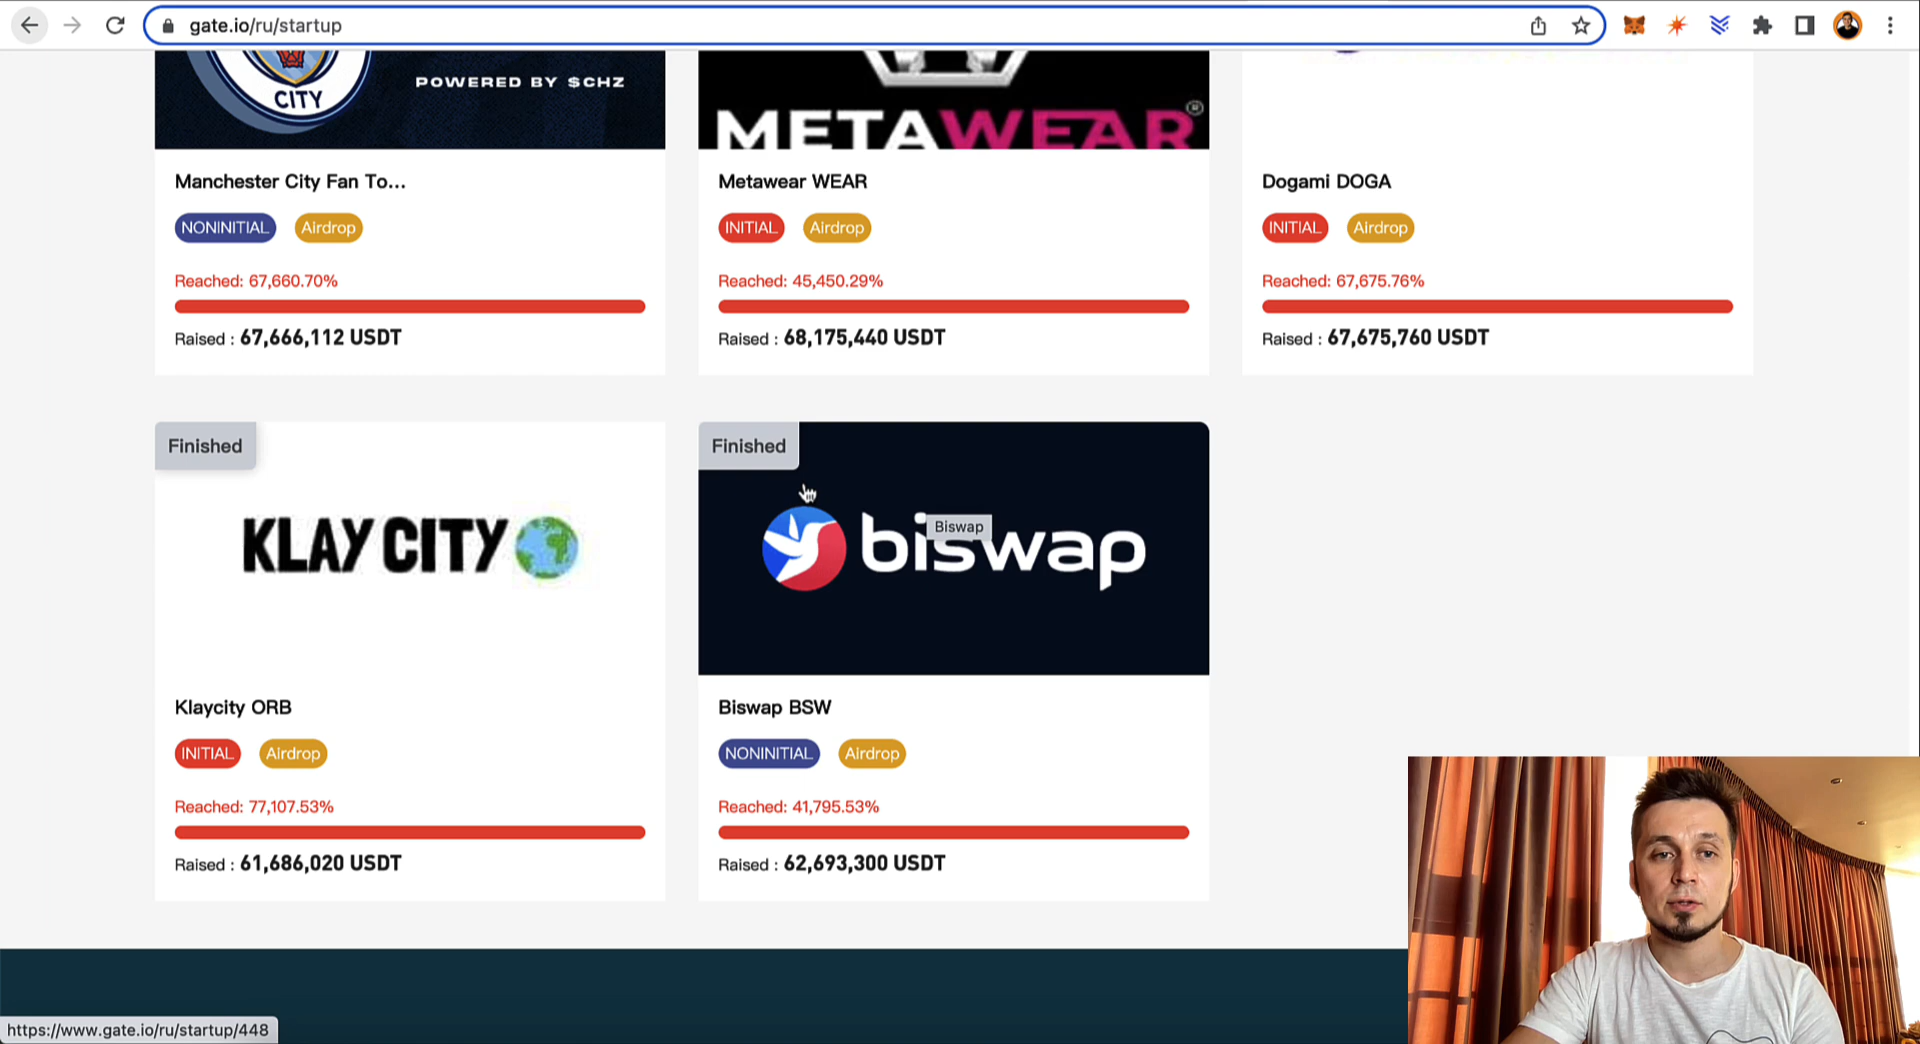 gate.io/ru/startup
CITY
POWERED BY $CHZ
METAWEAR®
Manchester City Fan To...
NONINITIAL Airdrop
Reached: 67,660.70%
Raised : 67,666,112 USDT
Metawear WEAR
INITIAL Airdrop
Reached: 45,450.29%
Raised : 68,175,440 USDT
Dogami DOGA
INITIAL Airdrop
Reached: 67,675.76%
Raised : 67,675,760 USDT
Finished
KLAY CITY
Klaycity ORB
INITIAL Airdrop
Reached: 77,107.53%
Raised : 61,686,020 USDT
Finished
biswap
Biswap
Biswap BSW
NONINITIAL Airdrop
Reached: 41,795.53%
Raised : 62,693,300 USDT
https://www.gate.io/ru/startup/448